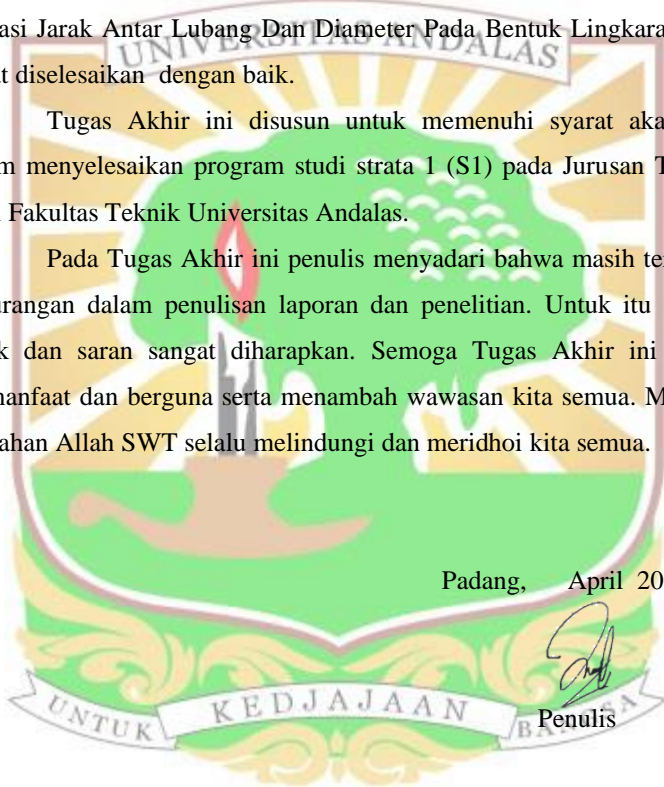 asi Jarak Antar Lubang Dan Diameter Pada Bentuk Lingkara
UNIVERSITAS ANDALAS
t diselesaikan dengan baik.
Tugas Akhir ini disusun untuk memenuhi syarat aka
m menyelesaikan program studi strata 1 (S1) pada Jurusan T
Fakultas Teknik Universitas Andalas.
Pada Tugas Akhir ini penulis menyadari bahwa masih te
urangan dalam penulisan laporan dan penelitian. Untuk itu
k dan saran sangat diharapkan. Semoga Tugas Akhir ini
manfaat dan berguna serta menambah wawasan kita semua. M
ahan Allah SWT selalu melindungi dan meridhoi kita semua.
Padang, April 20
Penulis
UNTUK KEDJAJAAN BANGSA